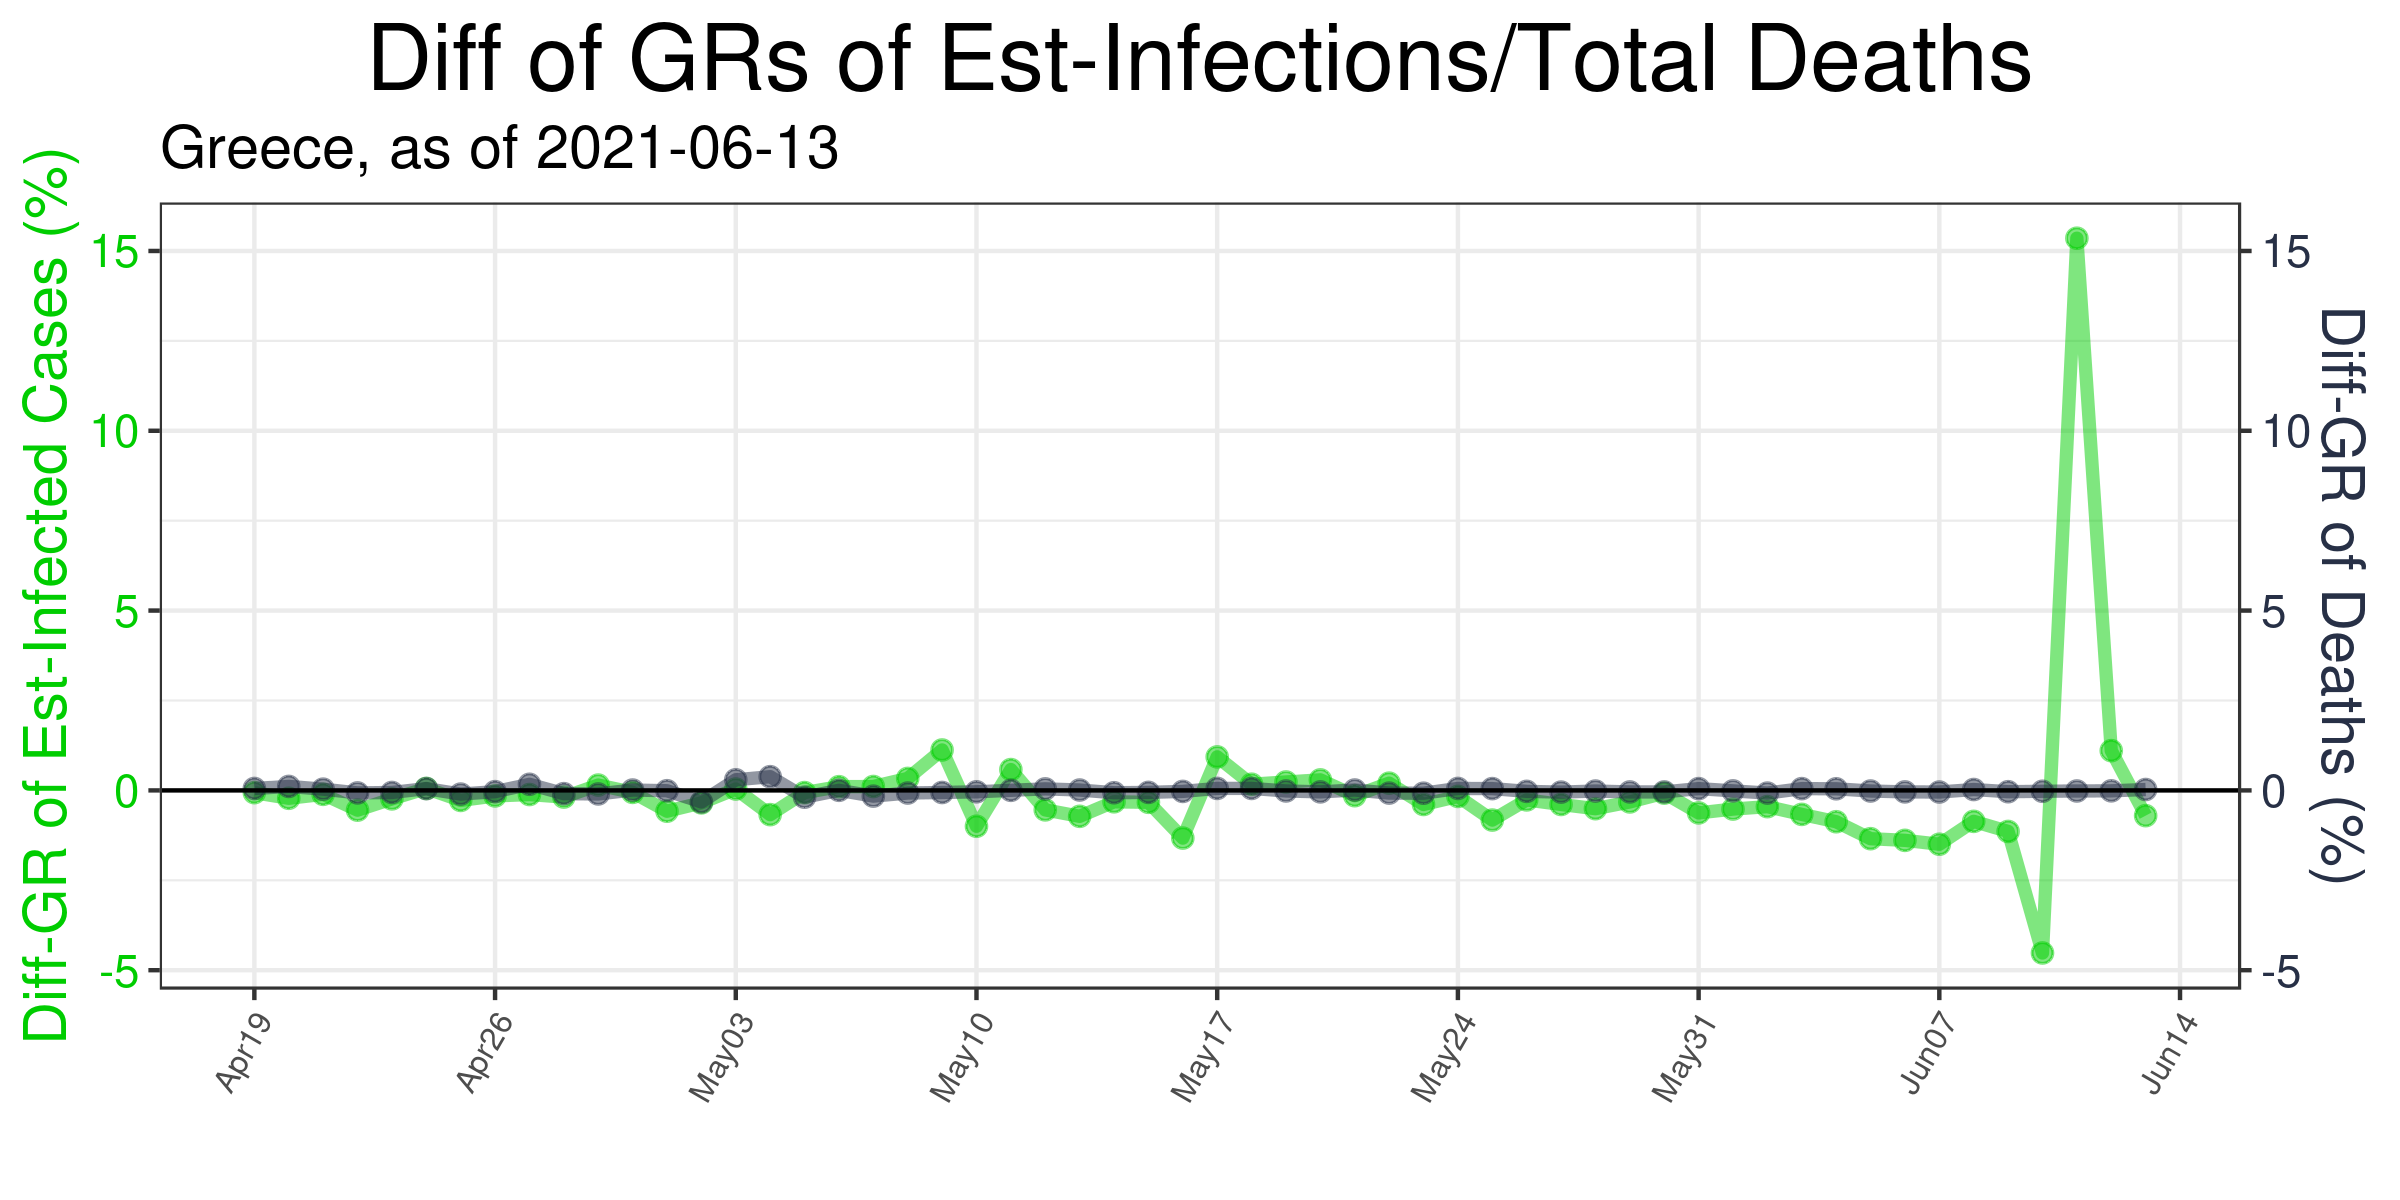 Diff of GRs of Est-Infections/Total Deaths
Greece, as of 2021-06-13
Diff-GR of Est-Infected Cases (%)
15
10
5
0
-5
15
10
5
0
-5
Diff-GR of Deaths (%)
Apr19
Apr26
May03
May10
May17
May24
May31
Jun07
Jun14